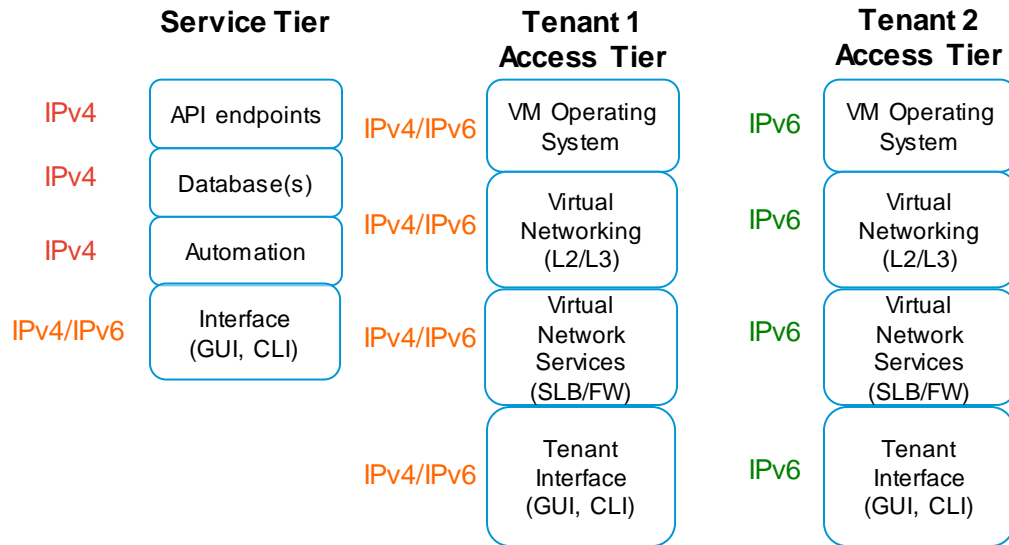 Service Tier
IPv4
API endpoints
IPv4
Database(s)
IPv4
Automation
IPv4/IPv6
Interface
(GUI, CLI)
Tenant 1
Access Tier
IPv4/IPv6
VM Operating
System
IPv4/IPv6
Virtual
Networking
(L2/L3)
IPv4/IPv6
Virtual
Network
Services
(SLB/FW)
IPv4/IPv6
Tenant
Interface
(GUI, CLI)
Tenant 2
Access Tier
IPv6
VM Operating
System
IPv6
Virtual
Networking
(L2/L3)
IPv6
Virtual
Network
Services
(SLB/FW)
IPv6
Tenant
Interface
(GUI, CLI)